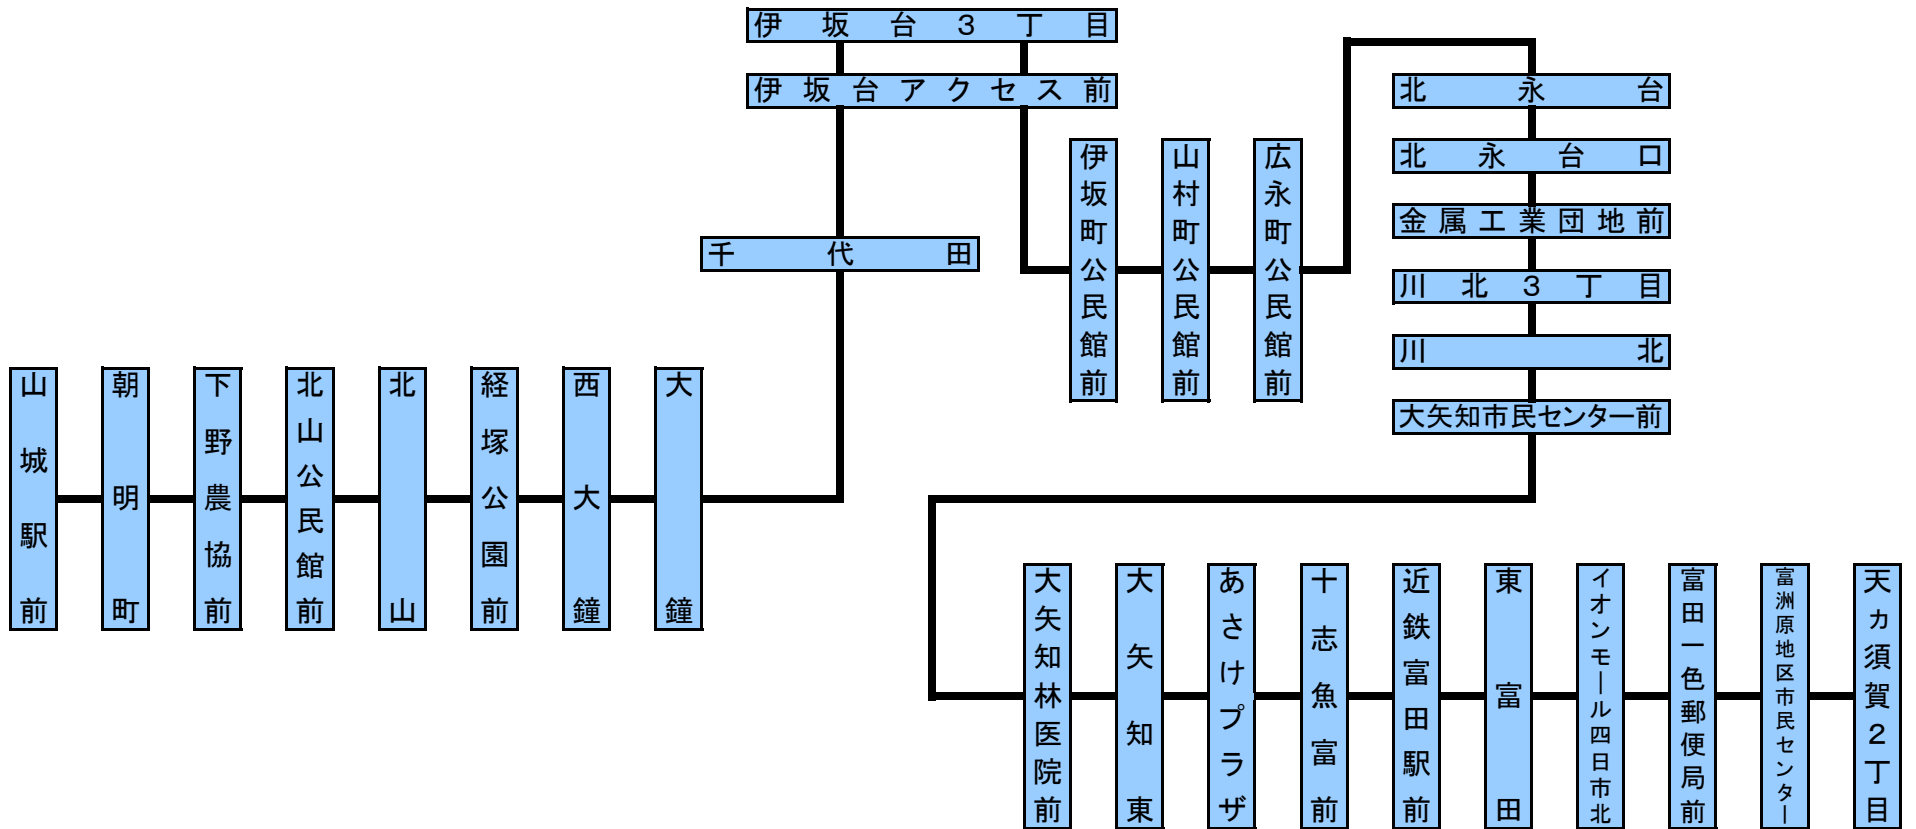 伊坂台３丁目
伊坂台アクセス前
北永台
北永台口
金属工業団地前
川北３丁目
川北
大矢知市民センター前
伊坂町公民館前
山村町公民館前
広永町公民館前
千代田
山城駅前
朝明町
下野農協前
北山公民館前
北山
経塚公園前
西大鐘
大鐘
大矢知林医院前
大矢知東
あさけプラザ
十志魚富前
近鉄富田駅前
東富田
イオンモール四日市北
富田一色郵便局前
富洲原地区市民センター
天カ須賀２丁目